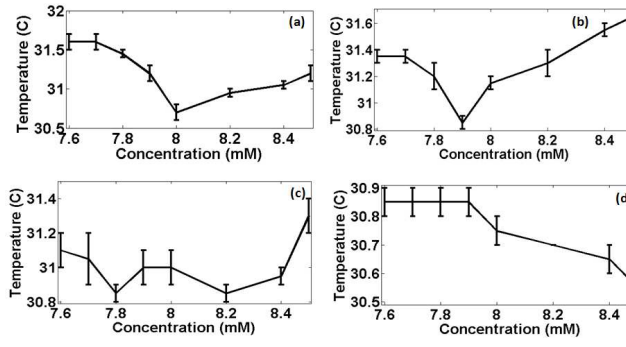 (a)
Temperature (C)
32
31.5
31
30.5
7.6 7.8 8 8.2 8.4
Concentration (mM)
(b)
Temperature (C)
31.6
31.4
31.2
31
30.8
7.6 7.8 8 8.2 8.4
Concentration (mM)
(c)
Temperature (C)
31.4
31.2
31
30.8
7.6 7.8 8 8.2 8.4
Concentration (mM)
(d
Temperature (C)
30.9
30.8
30.7
30.6
30.5
7.6 7.8 8 8.2 8.4
Concentration (mM)